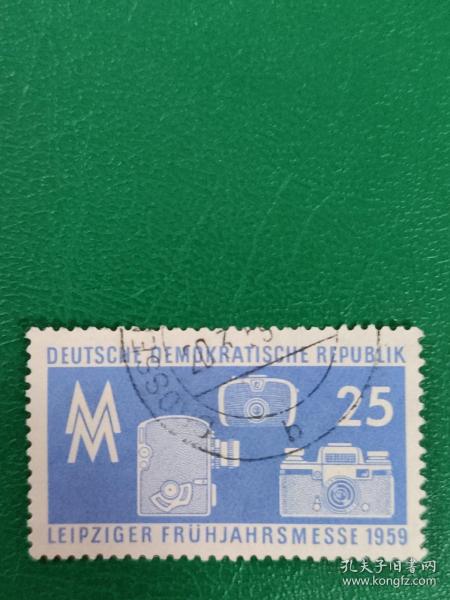 DEUTSCHE DEMOKRATISCHE REPUBLIK
25
MM
LEIPZIGER FRÜHJAHRSMESSE 1959
孔夫子旧书网
www.kongfz.com